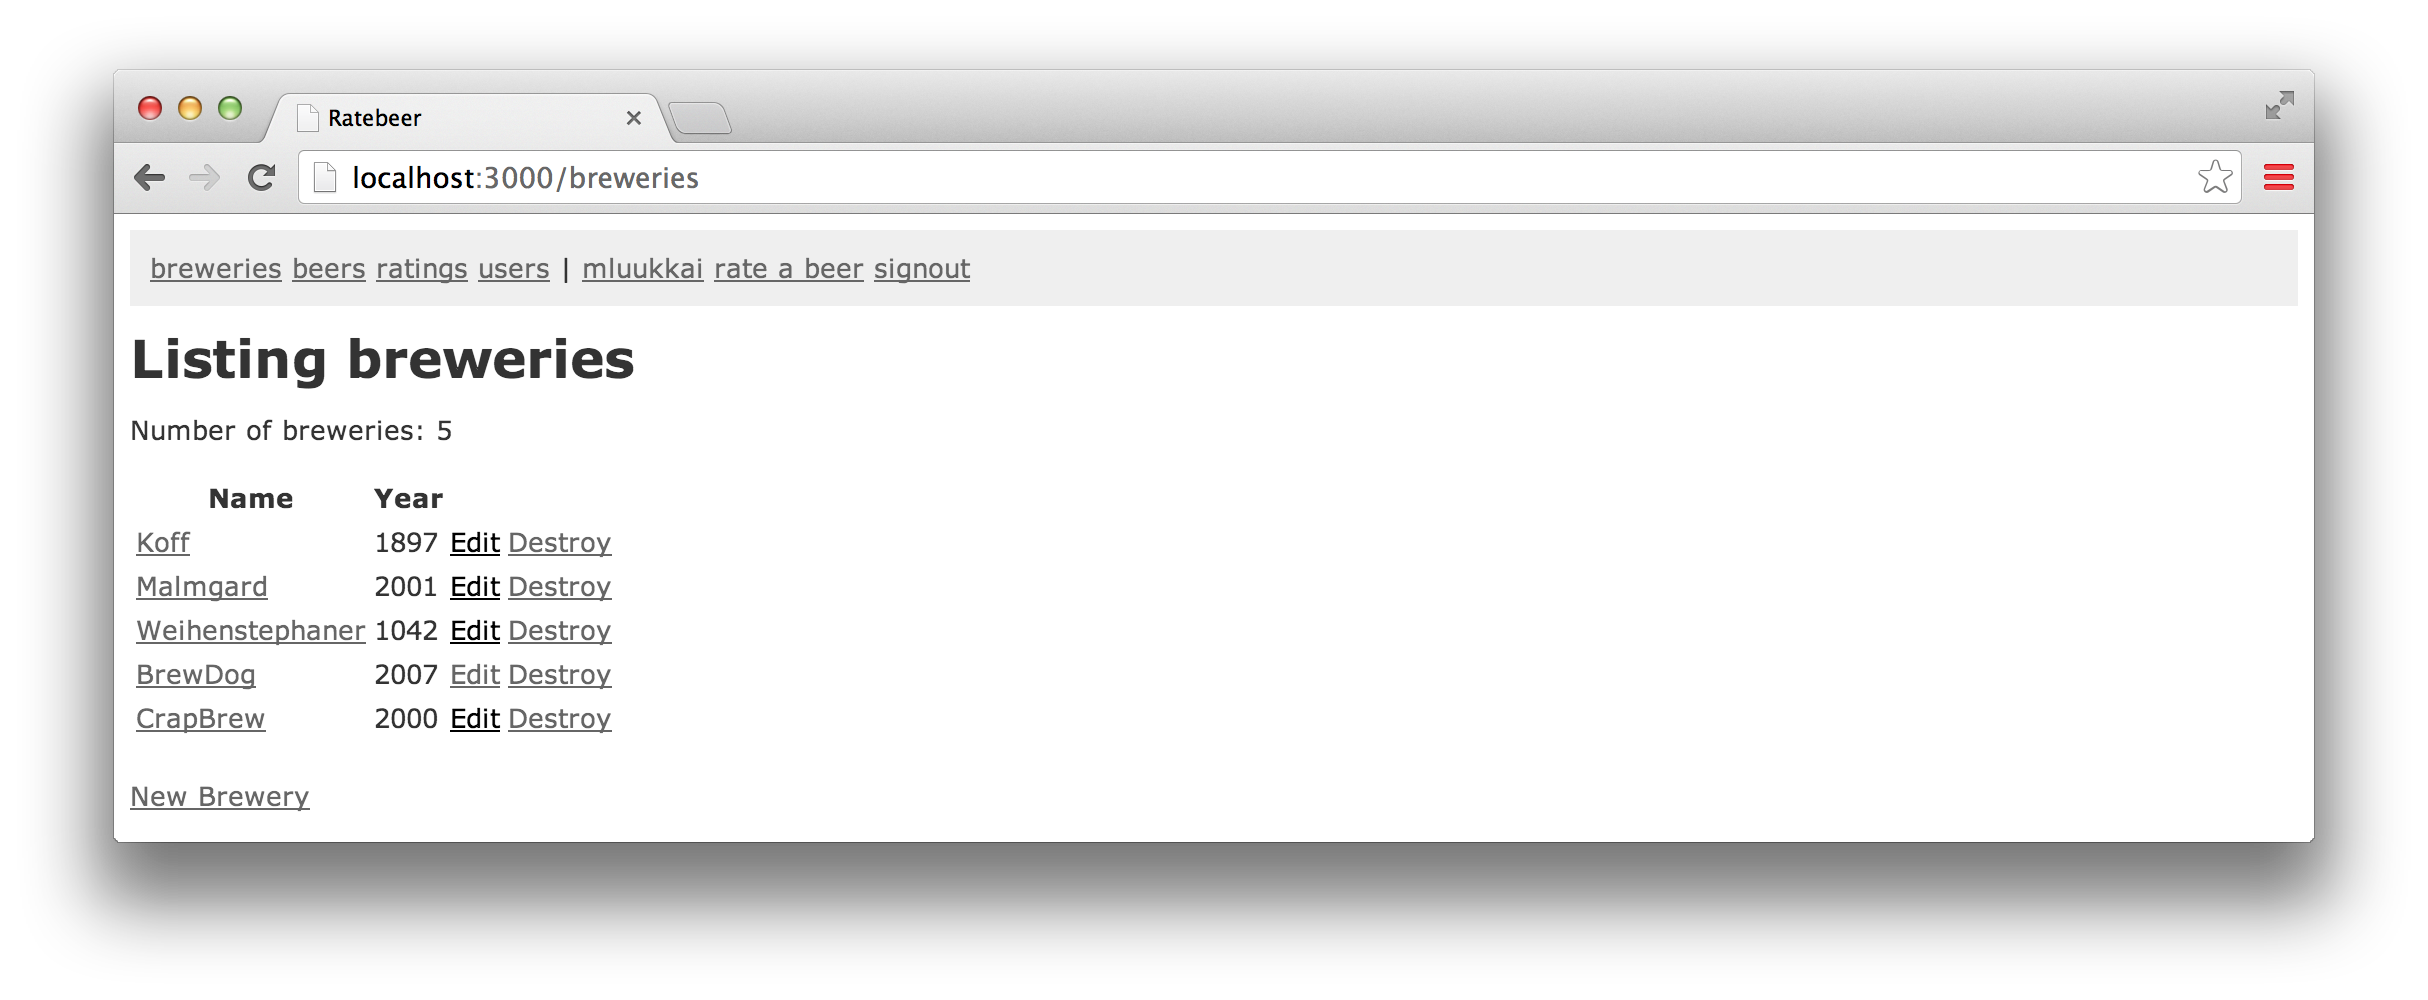 Ratebeer
localhost:3000/breweries
breweries beers ratings users | mluukkai rate a beer signout
Listing breweries
Number of breweries: 5
Name Year
Koff 1897 Edit Destroy
Malmgard 2001 Edit Destroy
Weihenstephaner 1042 Edit Destroy
BrewDog 2007 Edit Destroy
CrapBrew 2000 Edit Destroy
New Brewery